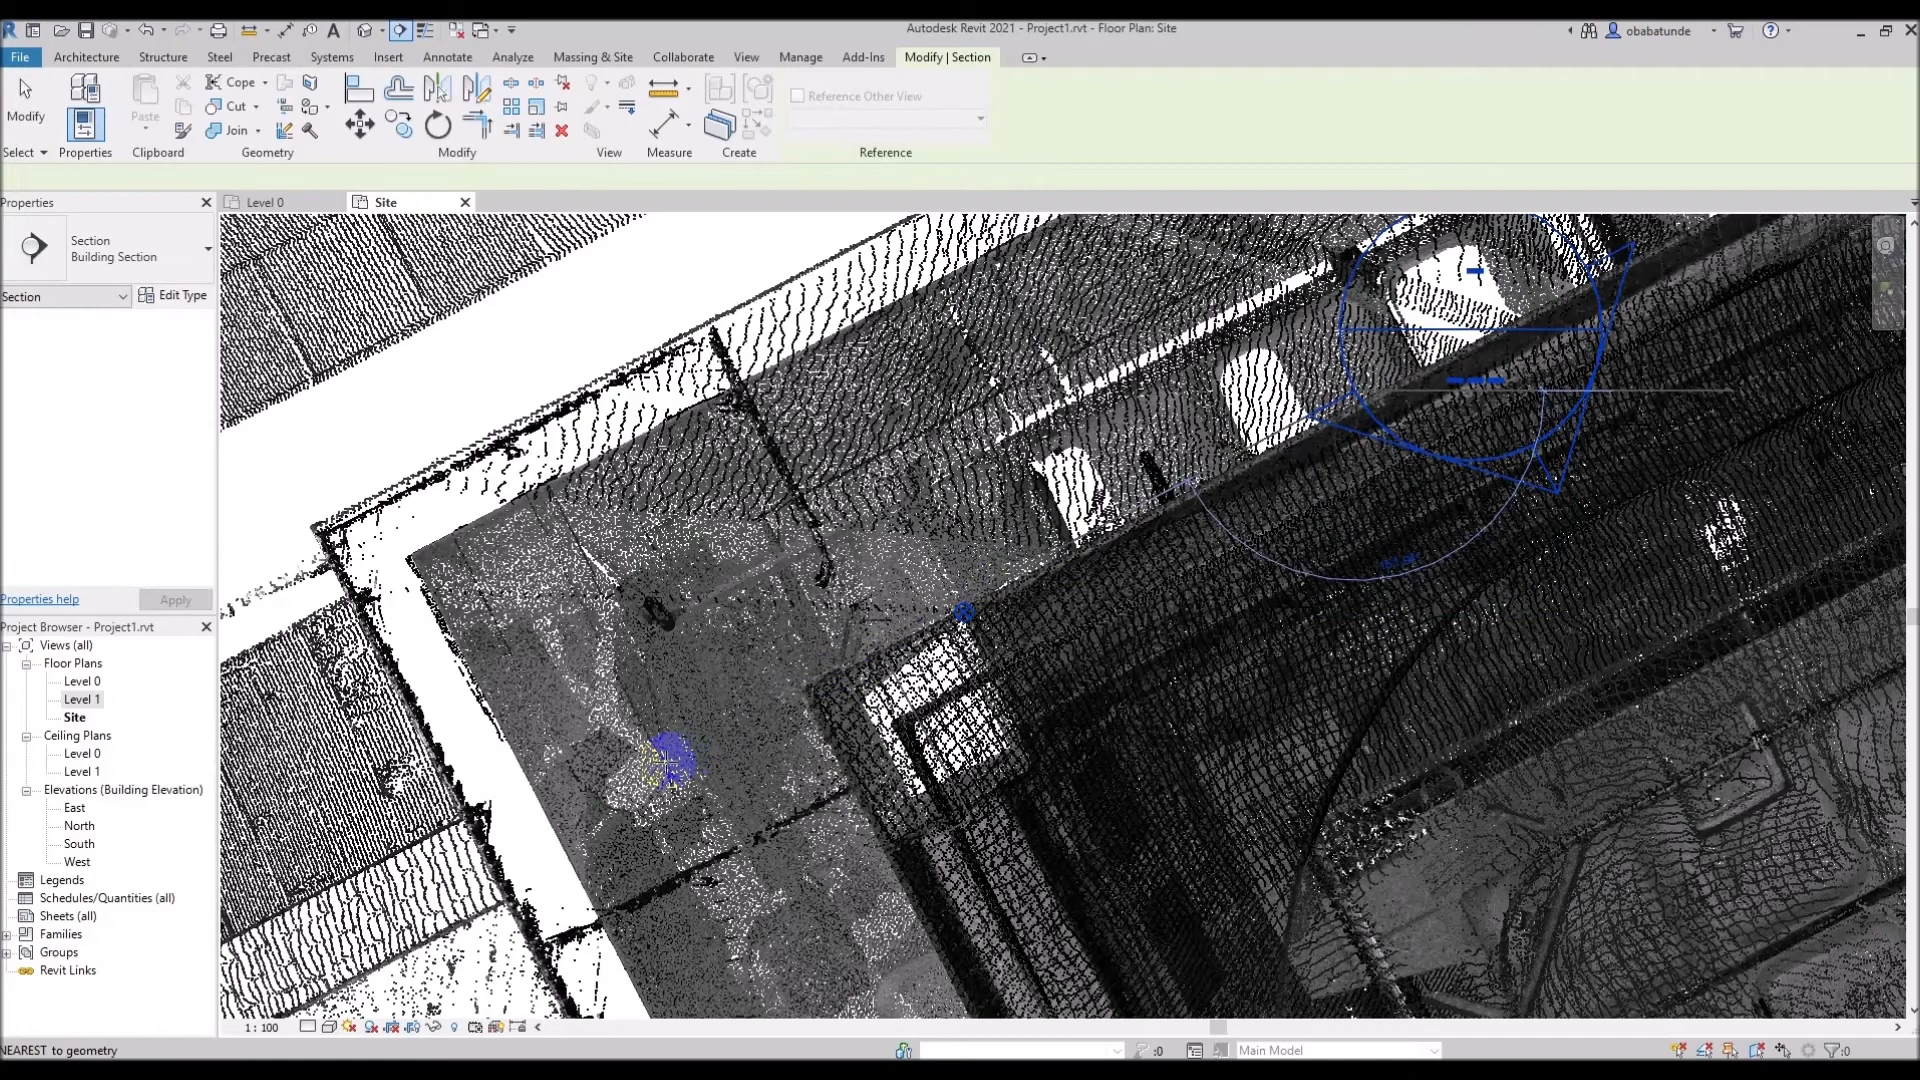 Autodesk Revit 2021 - Project1.rvt - Floor Plan: Site
obabatunde
File
Architecture
Structure
Steel
Precast
Systems
Insert
Annotate
Analyze
Massing & Site
Collaborate
View
Manage
Add-Ins
Modify | Section
Modify
Paste
Cope
Cut
Join
Reference Other View
Select
Properties
Clipboard
Geometry
Modify
View
Measure
Create
Reference
Properties
Level 0
Site
Section
Building Section
Section
Edit Type
Properties help
Apply
Project Browser - Project1.rvt
Views (all)
Floor Plans
Level 0
Level 1
Site
Ceiling Plans
Level 0
Level 1
Elevations (Building Elevation)
East
North
South
West
Legends
Schedules/Quantities (all)
Sheets (all)
Families
Groups
Revit Links
1 : 100
NEAREST to geometry
:0
Main Model
:0